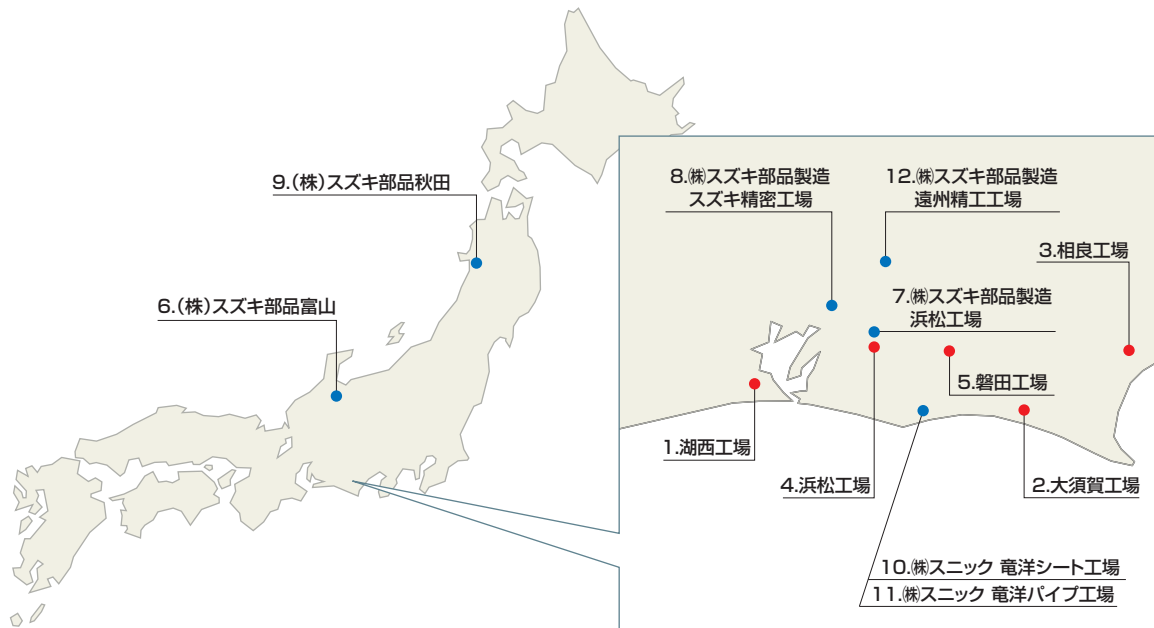 9.(株)スズキ部品秋田
6.(株)スズキ部品富山
8.㈱スズキ部品製造
スズキ精密工場
12.㈱スズキ部品製造
遠州精工工場
3.相良工場
7.㈱スズキ部品製造
浜松工場
5.磐田工場
1.湖西工場
4.浜松工場
2.大須賀工場
10.㈱スニック 竜洋シート工場
11.㈱スニック 竜洋パイプ工場